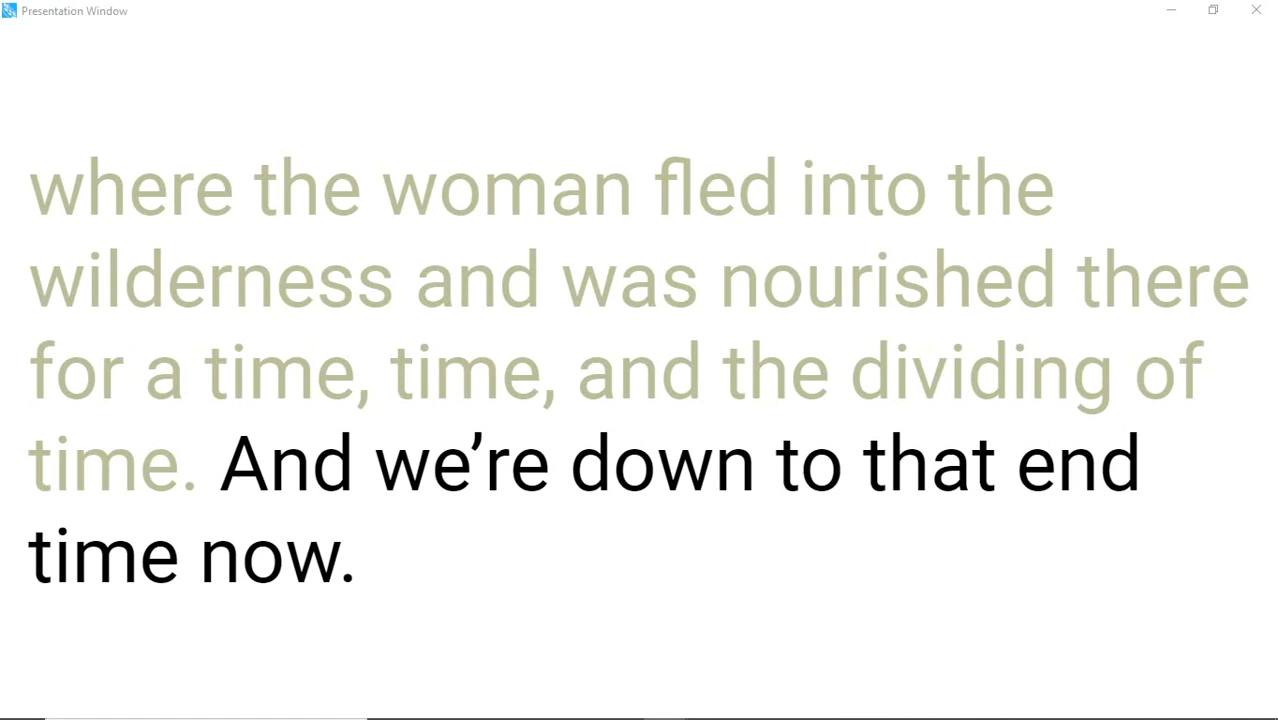 Presentation Window
where the woman fled into the
wilderness and was nourished there
for a time, time, and the dividing of
time. And we’re down to that end
time now.